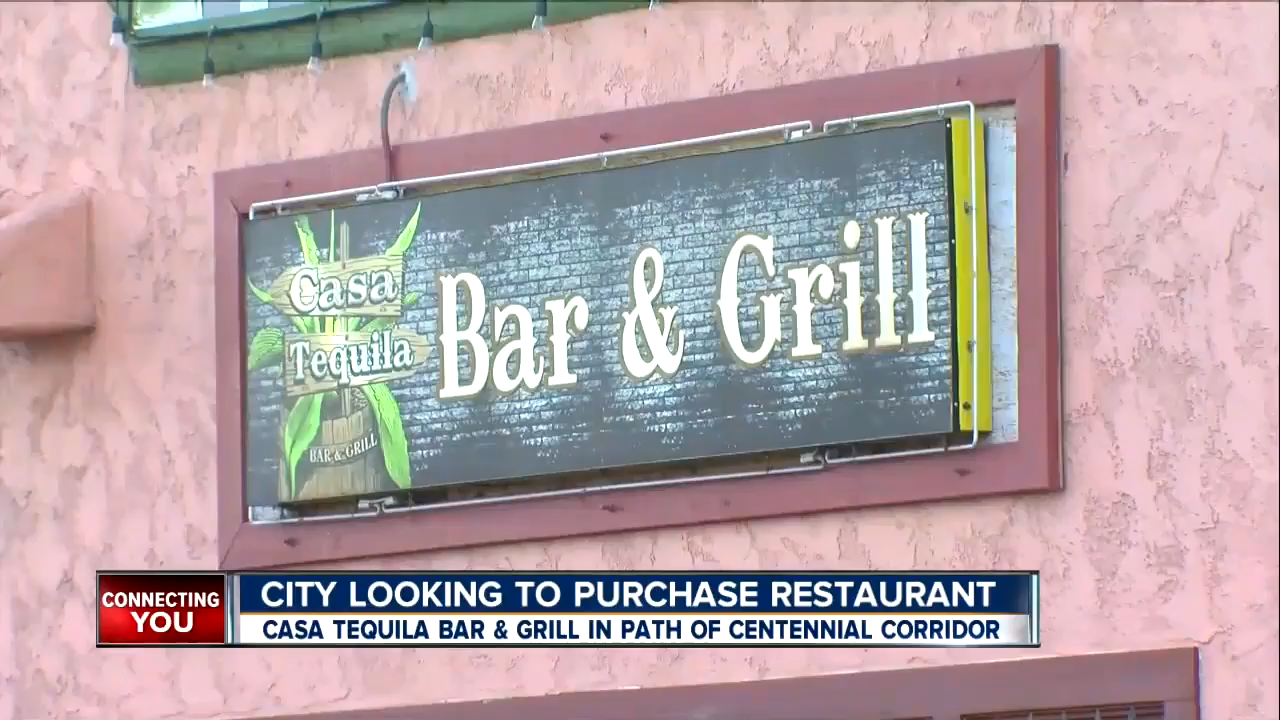 Casa
Tequila
BAR & GRILL
Bar & Grill
CONNECTING
YOU
CITY LOOKING TO PURCHASE RESTAURANT
CASA TEQUILA BAR & GRILL IN PATH OF CENTENNIAL CORRIDOR